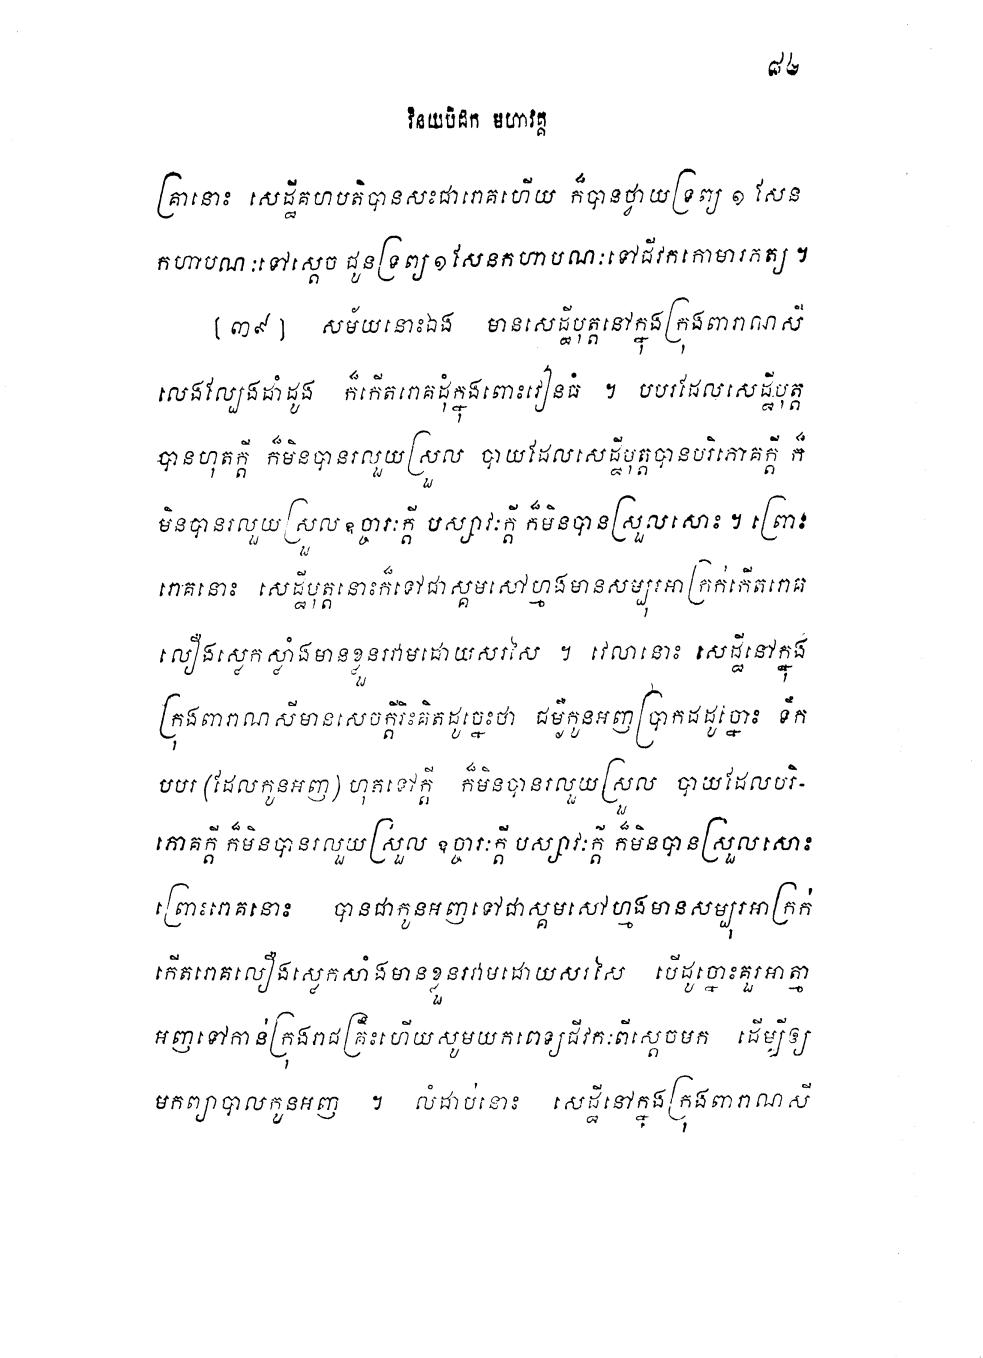 ៨៤
វិនយបិដក មហាវគ្គ
គ្រានោះ សេដ្ឋីគហបតិបានសះជារោគហើយ ក៏បានថ្វាយទ្រព្យ ១ សែន
កហាបណៈទៅស្តេច ជូនទ្រព្យ ១ សែនកហាបណៈទៅជីវកកោមារភត្យ ។
[ ៣៩ ] សម័យនោះឯង មានសេដ្ឋីបុត្តនៅក្នុងក្រុងពារាណសី
លេងល្បែងដាំដូង ក៏កើតរោគដុំក្នុងពោះវៀនធំ ។ បបរដែលសេដ្ឋីបុត្ត
បានហុតក្តី ក៏មិនបានរលួយស្រួល បាយដែលសេដ្ឋីបុត្តបានបរិភោគក្តី ក៏
មិនបានរលួយស្រួល ឧច្ចារៈក្តី បស្សាវៈក្តី ក៏មិនបានស្រួលសោះ ។ ព្រោះ
រោគនោះ សេដ្ឋីបុត្តនោះក៏ទៅជាស្គមសៅហ្មងមានសម្បុរអាក្រក់កើតរោគ
លឿងស្លេកស្លាំងមានខ្លួនរវាមដោយសរសៃ ។ វេលានោះ សេដ្ឋីនៅក្នុង
ក្រុងពារាណសីមានសេចក្តីរិះគិតដូច្នេះថា ជម្ងឺកូនអញប្រាកដដូច្នោះ ទឹក
បបរ (ដែលកូនអញ) ហុតទៅក្តី ក៏មិនបានរលួយស្រួល បាយដែលបរិ-
ភោគក្តី ក៏មិនបានរលួយស្រួល ឧច្ចារៈក្តី បស្សាវៈក្តី ក៏មិនបានស្រួលសោះ
ព្រោះរោគនោះ បានជាកូនអញទៅជាស្គមសៅហ្មងមានសម្បុរអាក្រក់
កើតរោគលឿងស្លេកស្លាំងមានខ្លួនរវាមដោយសរសៃ បើដូច្នោះគួរអាត្មា
អញទៅកាន់ក្រុងរាជគ្រឹះហើយសូមយកពេទ្យជីវកៈពីស្តេចមក ដើម្បីឲ្យ
មកព្យាបាលកូនអញ ។ លំដាប់នោះ សេដ្ឋីនៅក្នុងក្រុងពារាណសី